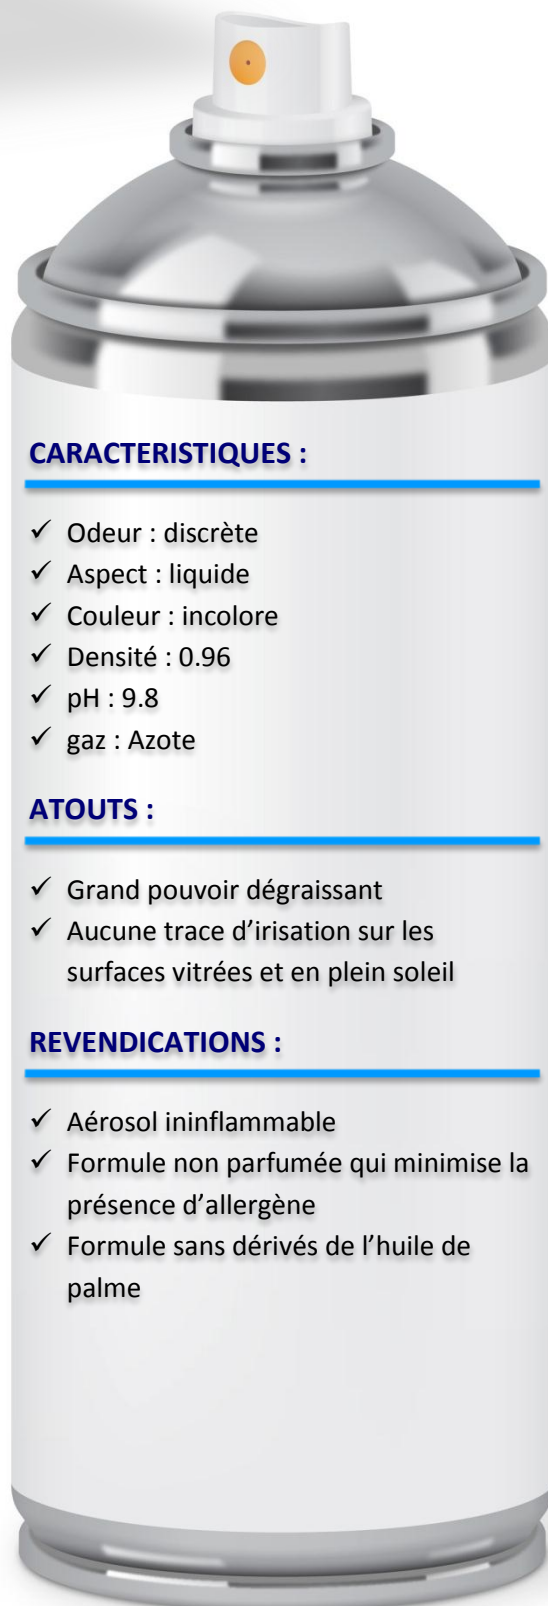 CARACTERISTIQUES :
✓ Odeur : discrète
✓ Aspect : liquide
✓ Couleur : incolore
✓ Densité : 0.96
✓ pH : 9.8
✓ gaz : Azote
ATOUTS :
✓ Grand pouvoir dégraissant
✓ Aucune trace d’irisation sur les
surfaces vitrées et en plein soleil
REVENDICATIONS :
✓ Aérosol ininflammable
✓ Formule non parfumée qui minimise la
présence d’allergène
✓ Formule sans dérivés de l’huile de
palme